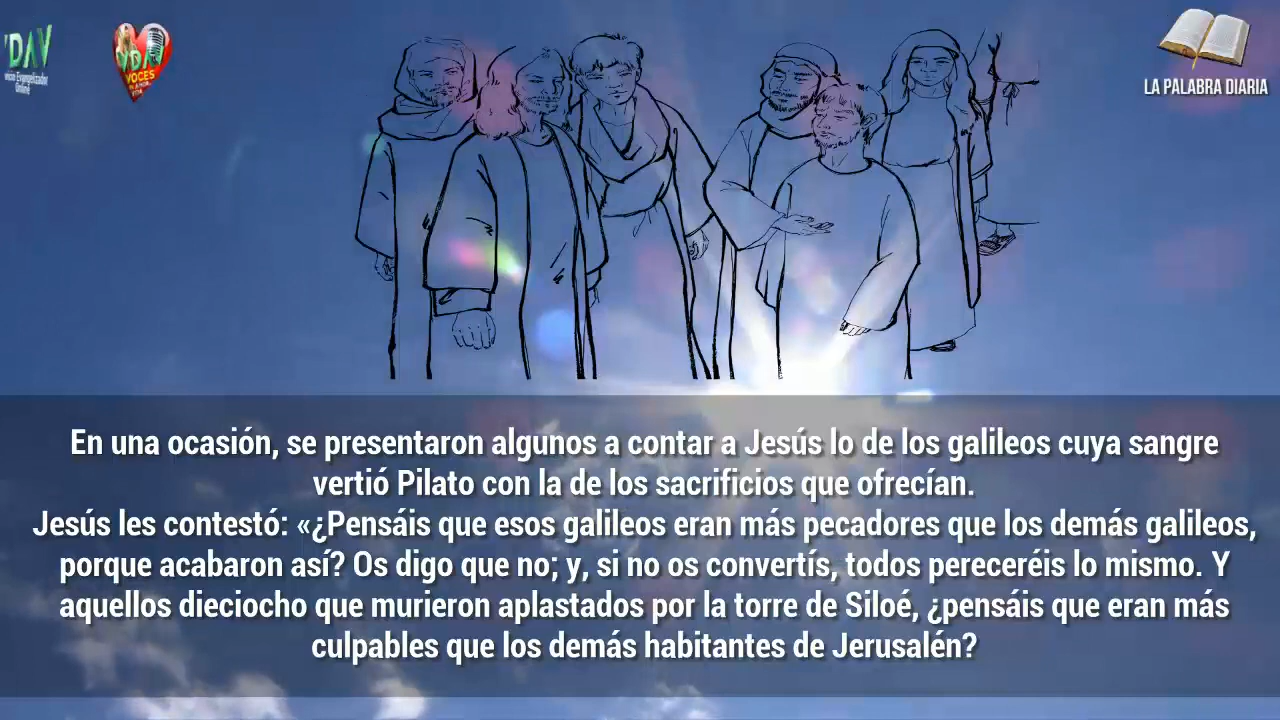 DAV
Evangelizador
Online
VDA
VOCES
LA PALABRA DIARIA
En una ocasión, se presentaron algunos a contar a Jesús lo de los galileos cuya sangre
vertió Pilato con la de los sacrificios que ofrecían.
Jesús les contestó: «¿Pensáis que esos galileos eran más pecadores que los demás galileos,
porque acabaron así? Os digo que no; y, si no os convertís, todos pereceréis lo mismo. Y
aquellos dieciocho que murieron aplastados por la torre de Siloé, ¿pensáis que eran más
culpables que los demás habitantes de Jerusalén?